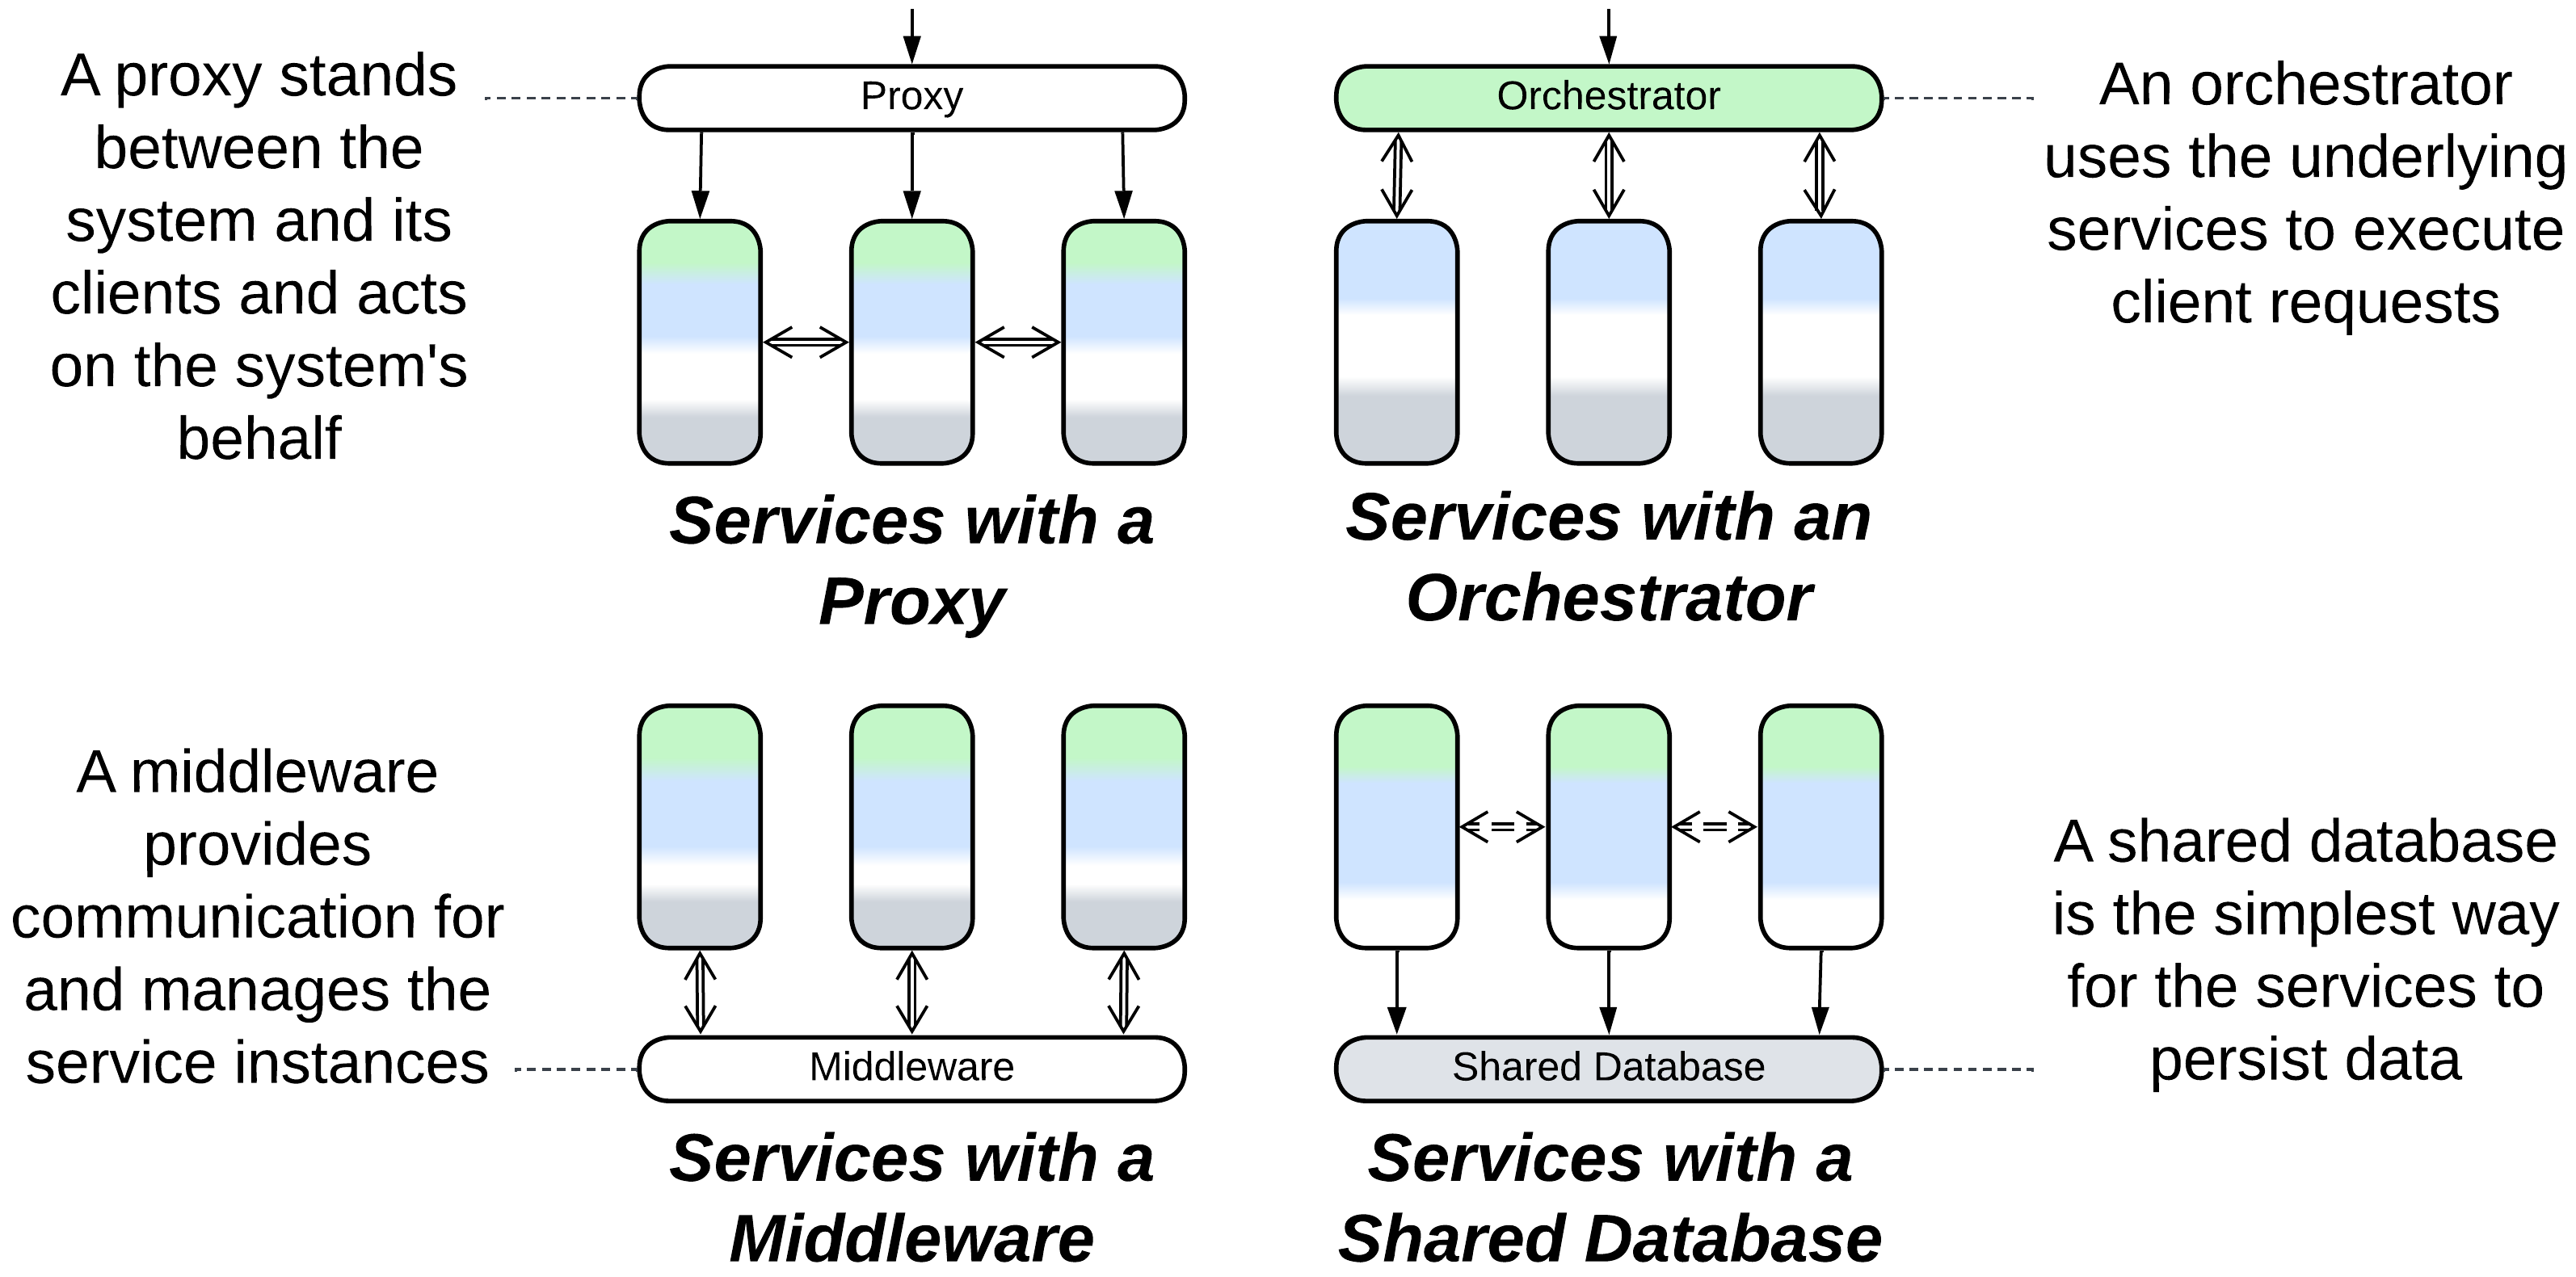 A proxy stands
between the
system and its
clients and acts
on the system's
behalf
Proxy
Services with a
Proxy
Orchestrator
Services with an
Orchestrator
An orchestrator
uses the underlying
services to execute
client requests
A middleware
provides
communication for
and manages the
service instances
Middleware
Services with a
Middleware
Shared Database
Services with a
Shared Database
A shared database
is the simplest way
for the services to
persist data